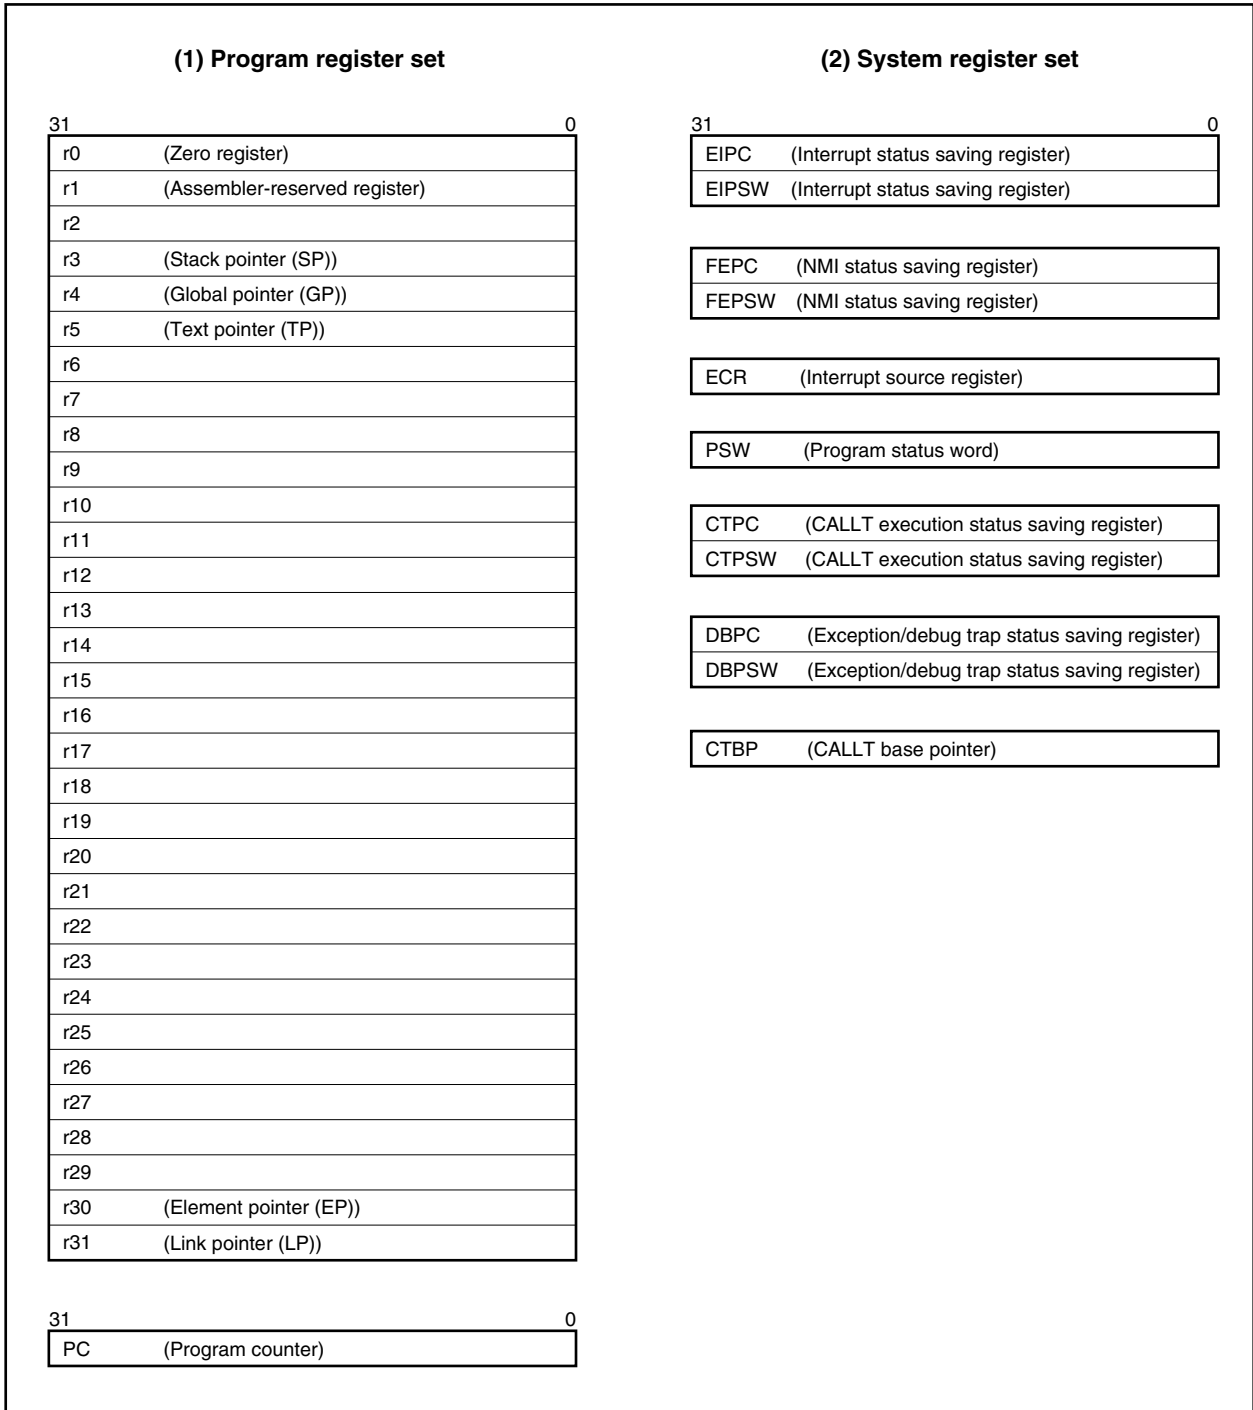 (1) Program register set
31 0
r0 (Zero register)
r1 (Assembler-reserved register)
r2
r3 (Stack pointer (SP))
r4 (Global pointer (GP))
r5 (Text pointer (TP))
r6
r7
r8
r9
r10
r11
r12
r13
r14
r15
r16
r17
r18
r19
r20
r21
r22
r23
r24
r25
r26
r27
r28
r29
r30 (Element pointer (EP))
r31 (Link pointer (LP))
31 0
PC (Program counter)
(2) System register set
31 0
EIPC (Interrupt status saving register)
EIPSW (Interrupt status saving register)
FEPC (NMI status saving register)
FEPSW (NMI status saving register)
ECR (Interrupt source register)
PSW (Program status word)
CTPC (CALLT execution status saving register)
CTPSW (CALLT execution status saving register)
DBPC (Exception/debug trap status saving register)
DBPSW (Exception/debug trap status saving register)
CTBP (CALLT base pointer)